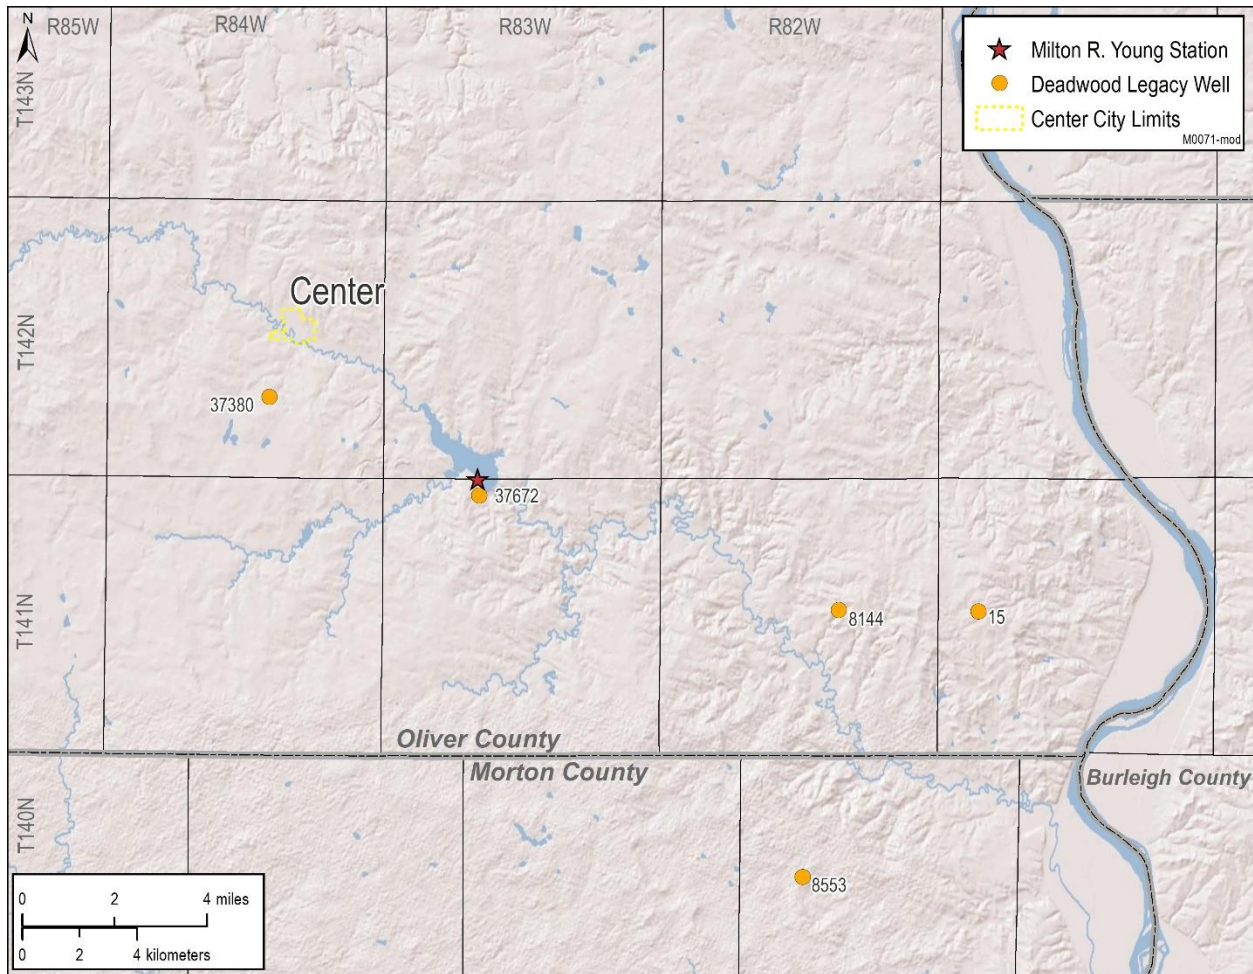 N
R85W
R84W
R83W
R82W
Milton R. Young Station
Deadwood Legacy Well
Center City Limits
M0071-mod
T143N
Center
T142N
37380
37672
T141N
8144
15
Oliver County
Morton County
Burleigh County
T140N
8553
0 2 4 miles
0 2 4 kilometers